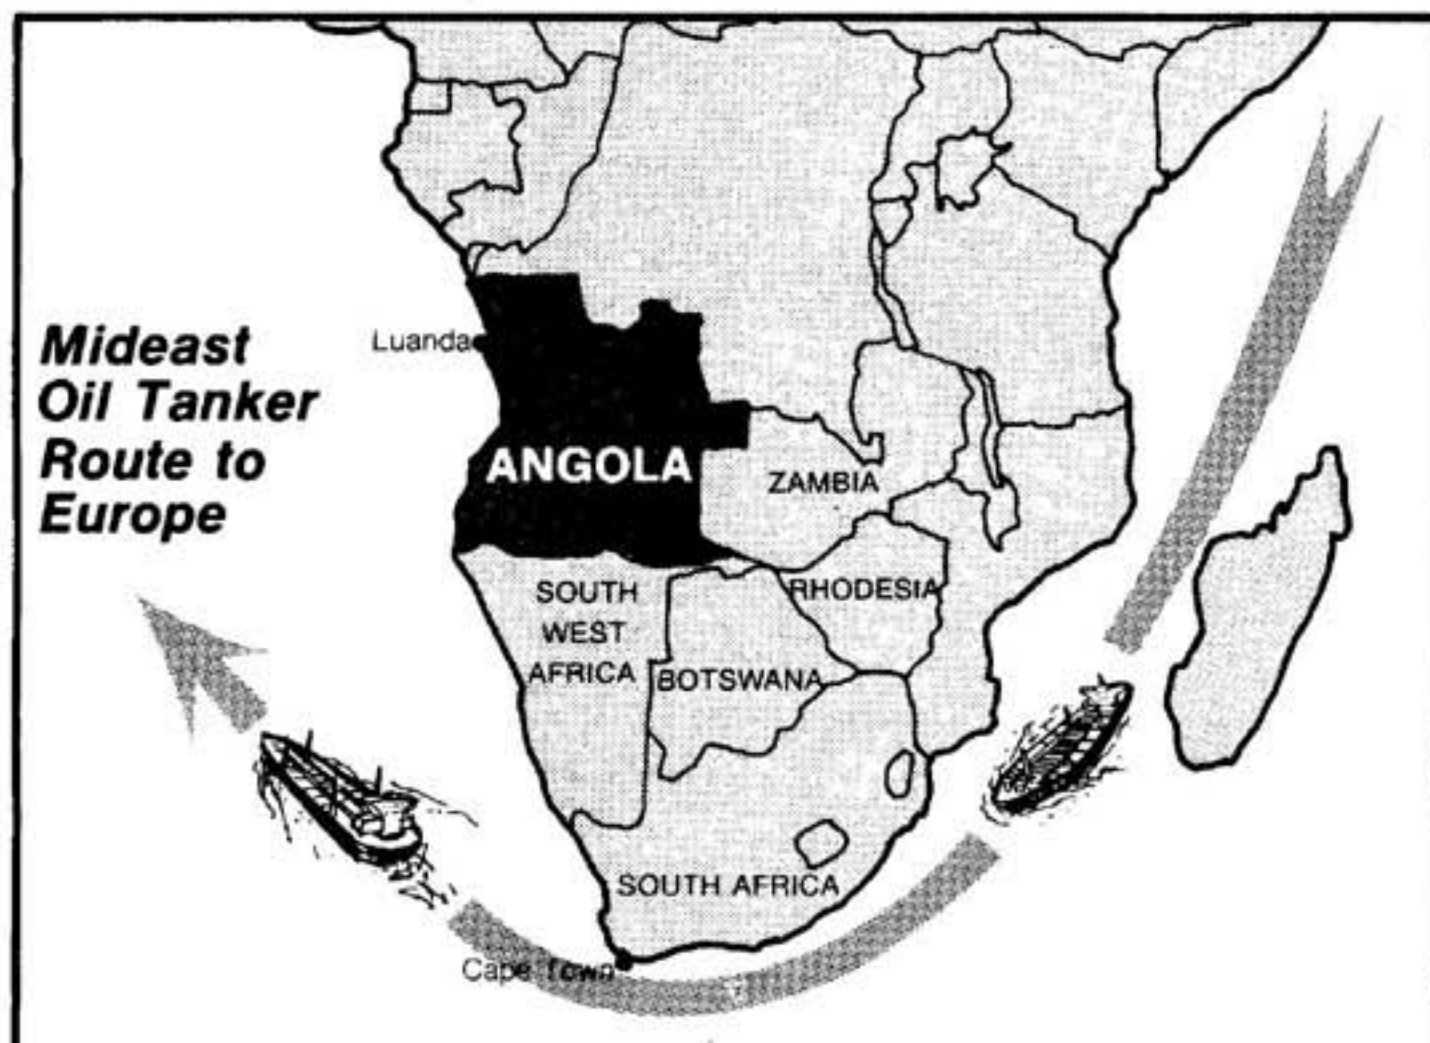 Mideast
Oil Tanker
Route to
Europe
Luanda
ANGOLA
ZAMBIA
SOUTH
WEST
AFRICA
RHODESIA
BOTSWANA
SOUTH AFRICA
Cape Town